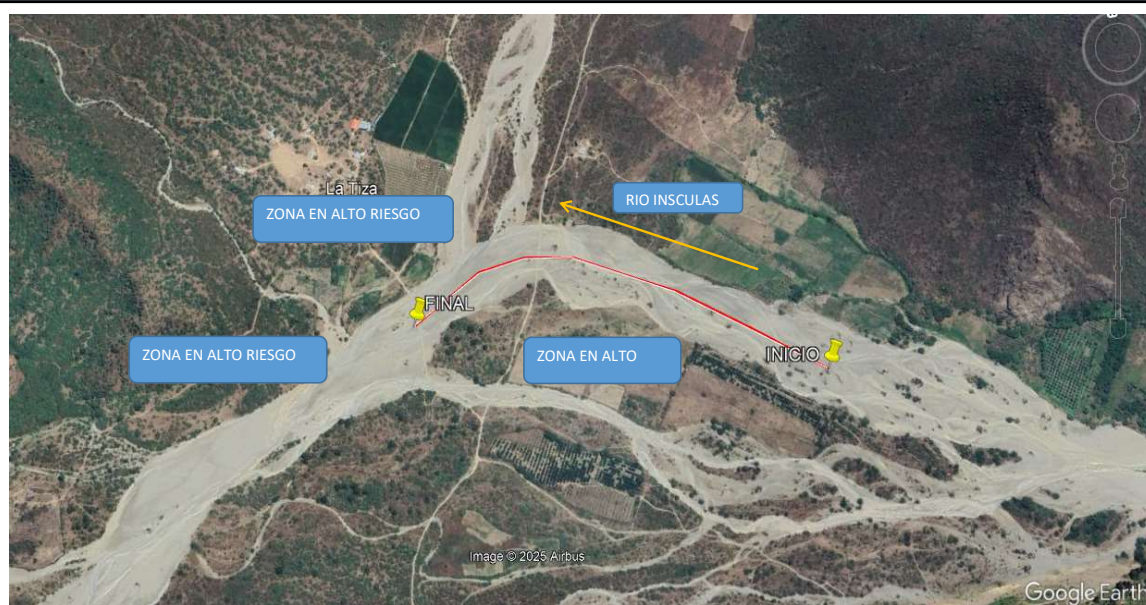 La Tiza
ZONA EN ALTO RIESGO
RIO INSCULAS
FINAL
ZONA EN ALTO RIESGO
ZONA EN ALTO
INICIO
Image © 2025 Airbus
Google Earth